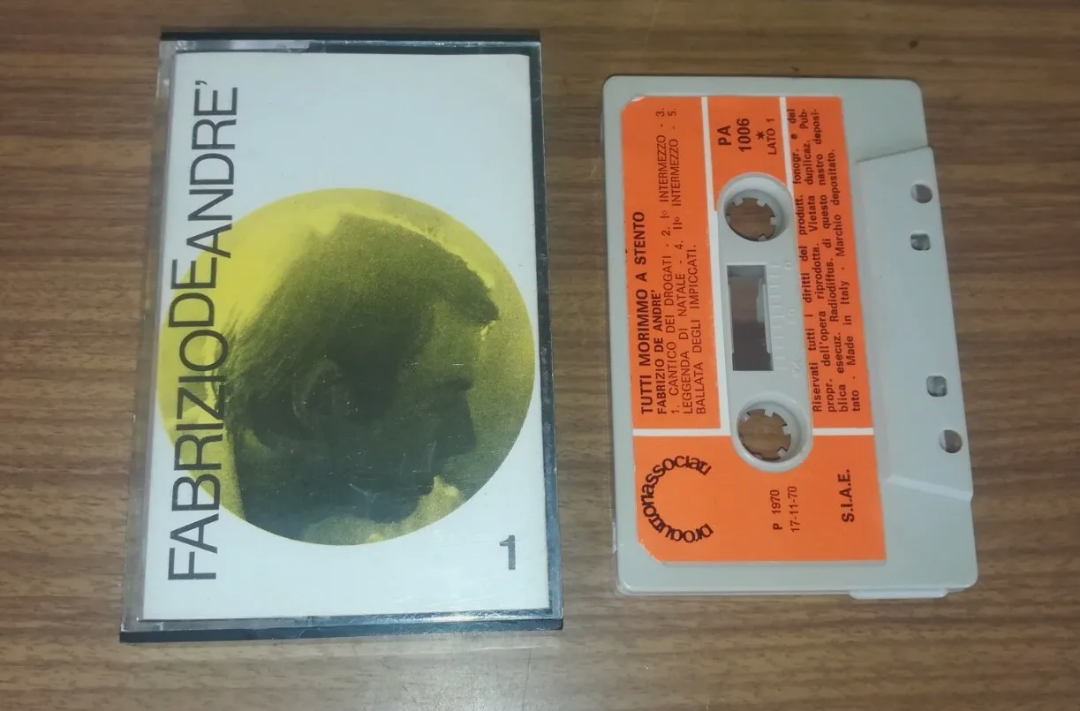 FABRIZIODEANDRE'
1
TUTTI MORIMMO A STENTO
FABRIZIO DE ANDRE'
1. CANTICO DEI DROGATI - 2. Iº INTERMEZZO - 3.
LEGGENDA DI NATALE - 4. IIº INTERMEZZO - 5.
BALLATA DEGLI IMPICCATI.
PA
1006
*
LATO 1
Riservati tutti i diritti del produtt. fonogr. e del
propr. dell'opera riprodotta. Vietata duplicaz. Pub-
blica esecuz. Radiodiffus. di questo nastro deposi-
tato - Made in Italy - Marchio depositato.
produttoriassociati
P 1970
17-11-70
S.I.A.E.